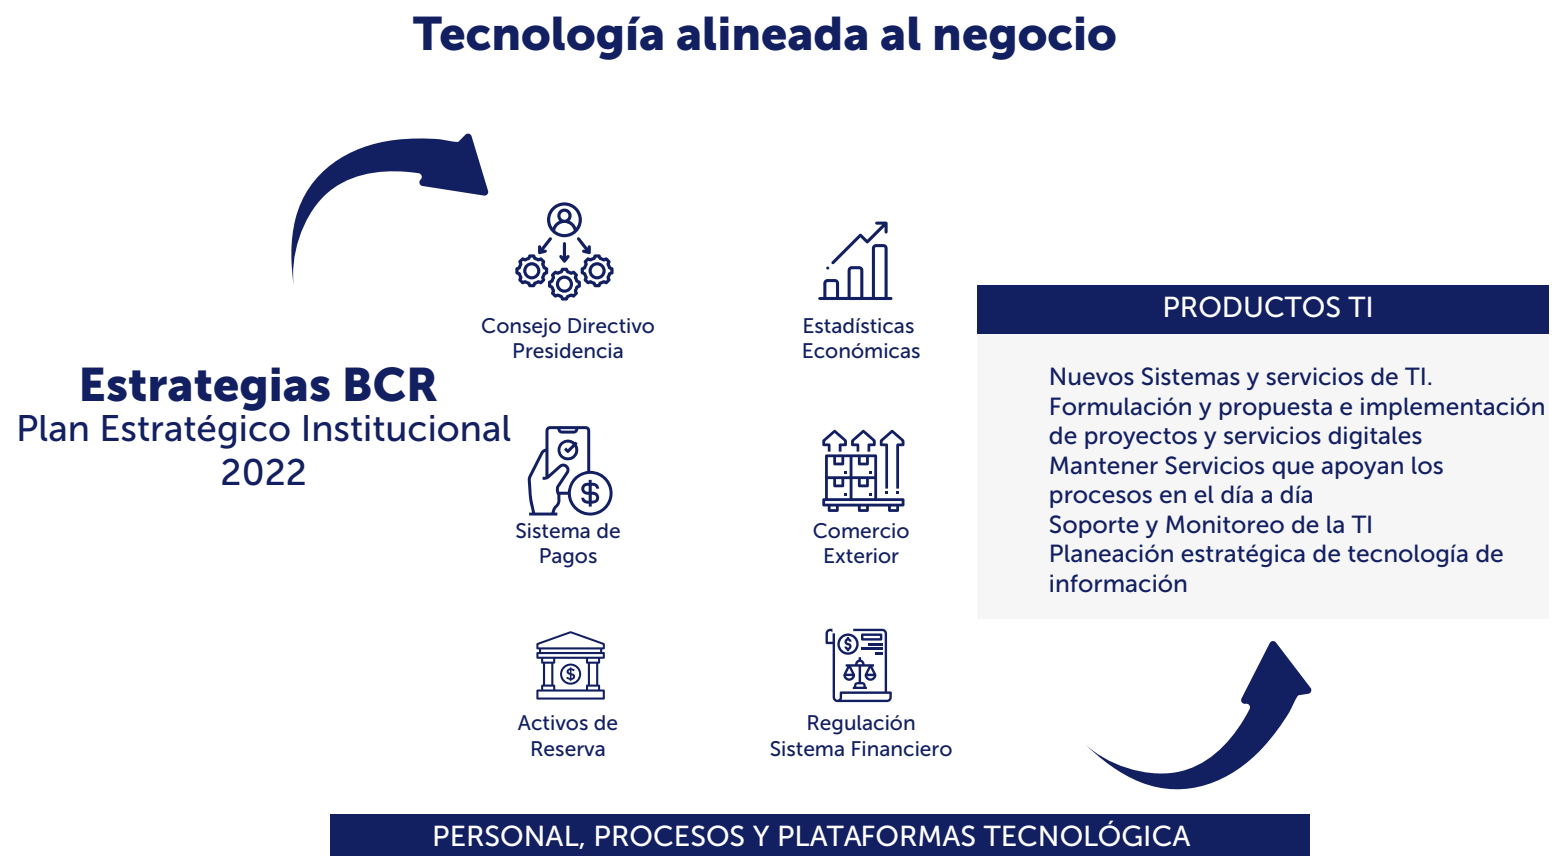 Tecnología alineada al negocio
Estrategias BCR
Plan Estratégico Institucional
2022
Consejo Directivo
Presidencia
Estadísticas
Económicas
Sistema de
Pagos
Comercio
Exterior
Activos de
Reserva
Regulación
Sistema Financiero
PRODUCTOS TI
Nuevos Sistemas y servicios de TI.
Formulación y propuesta e implementación
de proyectos y servicios digitales
Mantener Servicios que apoyan los
procesos en el día a día
Soporte y Monitoreo de la TI
Planeación estratégica de tecnología de
información
PERSONAL, PROCESOS Y PLATAFORMAS TECNOLÓGICA